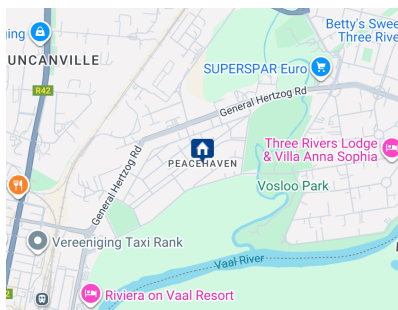 Betty's Swee
Three Rive
ging
UNCANVILLE
SUPERSPAR Euro
R42
General Hertzog Rd
Three Rivers Lodge
& Villa Anna Sophia
PEACEHAVEN
General Hertzog Rd
Vosloo Park
Vereeniging Taxi Rank
Vaal River
Riviera on Vaal Resort